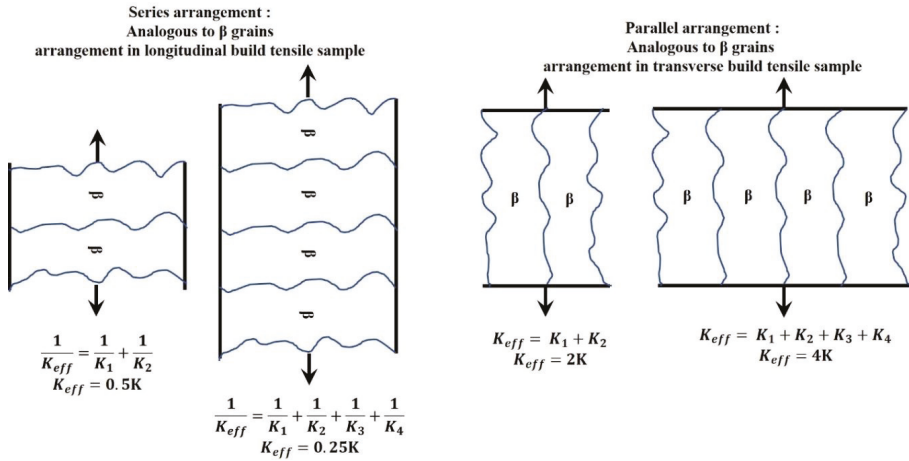 Series arrangement :
Analogous to β grains
arrangement in longitudinal build tensile sample
β
β
1/K_eff = 1/K_1 + 1/K_2
K_eff = 0.5K
β
β
β
β
1/K_eff = 1/K_1 + 1/K_2 + 1/K_3 + 1/K_4
K_eff = 0.25K
Parallel arrangement :
Analogous to β grains
arrangement in transverse build tensile sample
β β
K_eff = K_1 + K_2
K_eff = 2K
β β β β
K_eff = K_1 + K_2 + K_3 + K_4
K_eff = 4K